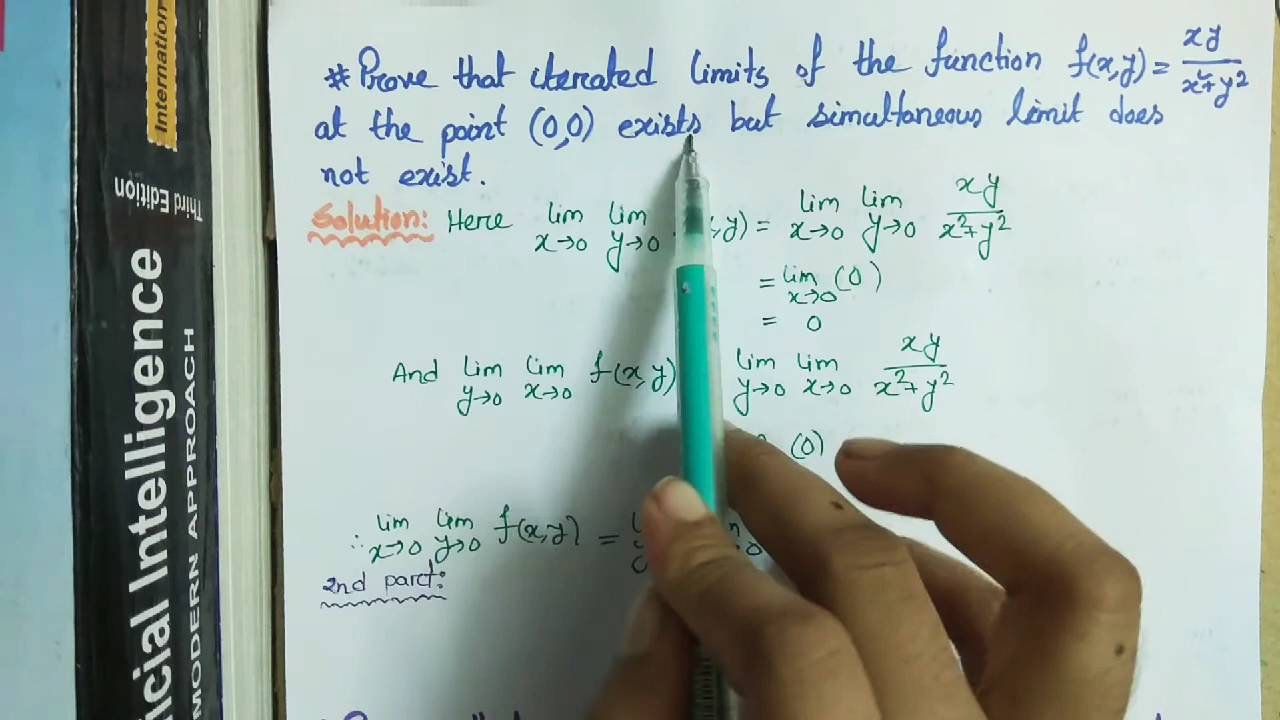 International
Third Edition
cial Intelligence
MODERN APPROACH
* Prove that iterated limits of the function f(x,y) = xy / x²+y²
at the point (0,0) exists but simultaneous limit does
not exist.
Solution: Here lim x→0 lim y→0 ,y) = lim x→0 lim y→0 xy / x²+y²
= lim x→0 (0)
= 0
And lim y→0 lim x→0 f(x,y) lim y→0 lim x→0 xy / x²+y²
(0)
∴ lim x→0 lim y→0 f(x,y) =
2nd part: